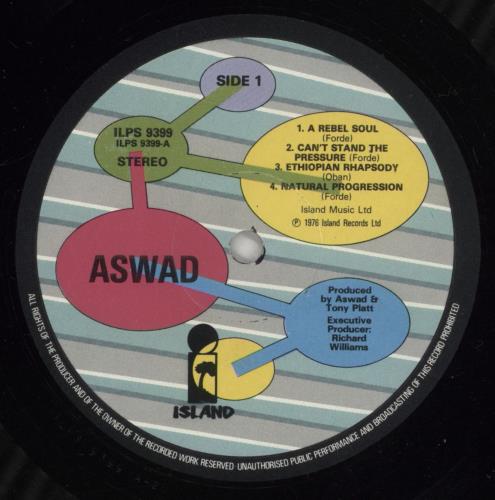 SIDE 1
ILPS 9399
ILPS 9399-A
STEREO
1. A REBEL SOUL
(Forde)
2. CAN'T STAND THE
PRESSURE (Forde)
3. ETHIOPIAN RHAPSODY
(Oban)
4. NATURAL PROGRESSION
(Forde)
Island Music Ltd
℗ 1976 Island Records Ltd
ASWAD
Produced
by Aswad &
Tony Platt
Executive
Producer:
Richard
Williams
ISLAND
ALL RIGHTS OF THE PRODUCER AND OF THE OWNER OF THE RECORDED WORK RESERVED UNAUTHORISED PUBLIC PERFORMANCE AND BROADCASTING OF THIS RECORD PROHIBITED